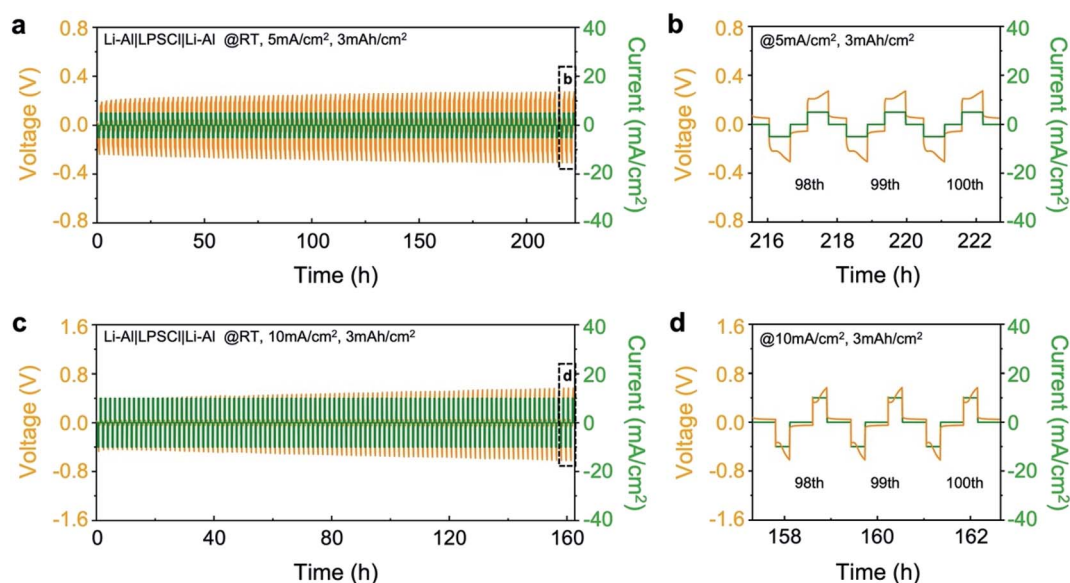 a
Li-Al|LPSCl|Li-Al @RT, 5mA/cm², 3mAh/cm²
b
Voltage (V)
0.8
0.4
0.0
-0.4
-0.8
Current (mA/cm²)
40
20
0
-20
-40
0 50 100 150 200
Time (h)
b
@5mA/cm², 3mAh/cm²
Voltage (V)
0.8
0.4
0.0
-0.4
-0.8
98th 99th 100th
Current (mA/cm²)
40
20
0
-20
-40
216 218 220 222
Time (h)
c
Li-Al|LPSCl|Li-Al @RT, 10mA/cm², 3mAh/cm²
d
Voltage (V)
1.6
0.8
0.0
-0.8
-1.6
Current (mA/cm²)
40
20
0
-20
-40
0 40 80 120 160
Time (h)
d
@10mA/cm², 3mAh/cm²
Voltage (V)
1.6
0.8
0.0
-0.8
-1.6
98th 99th 100th
Current (mA/cm²)
40
20
0
-20
-40
158 160 162
Time (h)